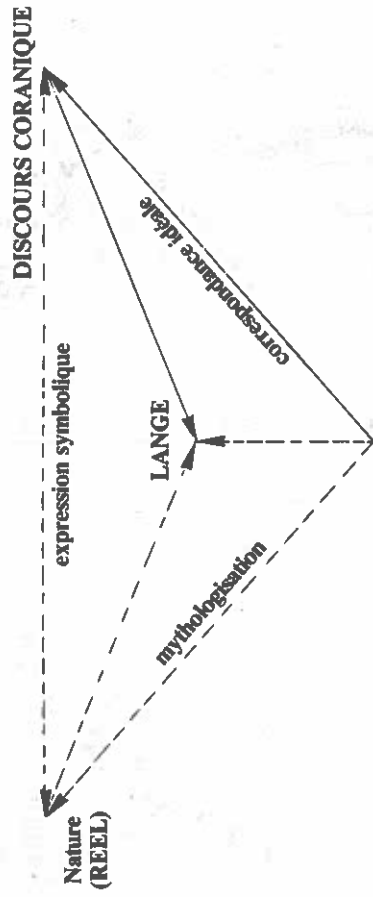 DISCOURS CORANIQUE
expression symbolique
Nature
(REEL)
LANGE
correspondance idéale
mythologisation